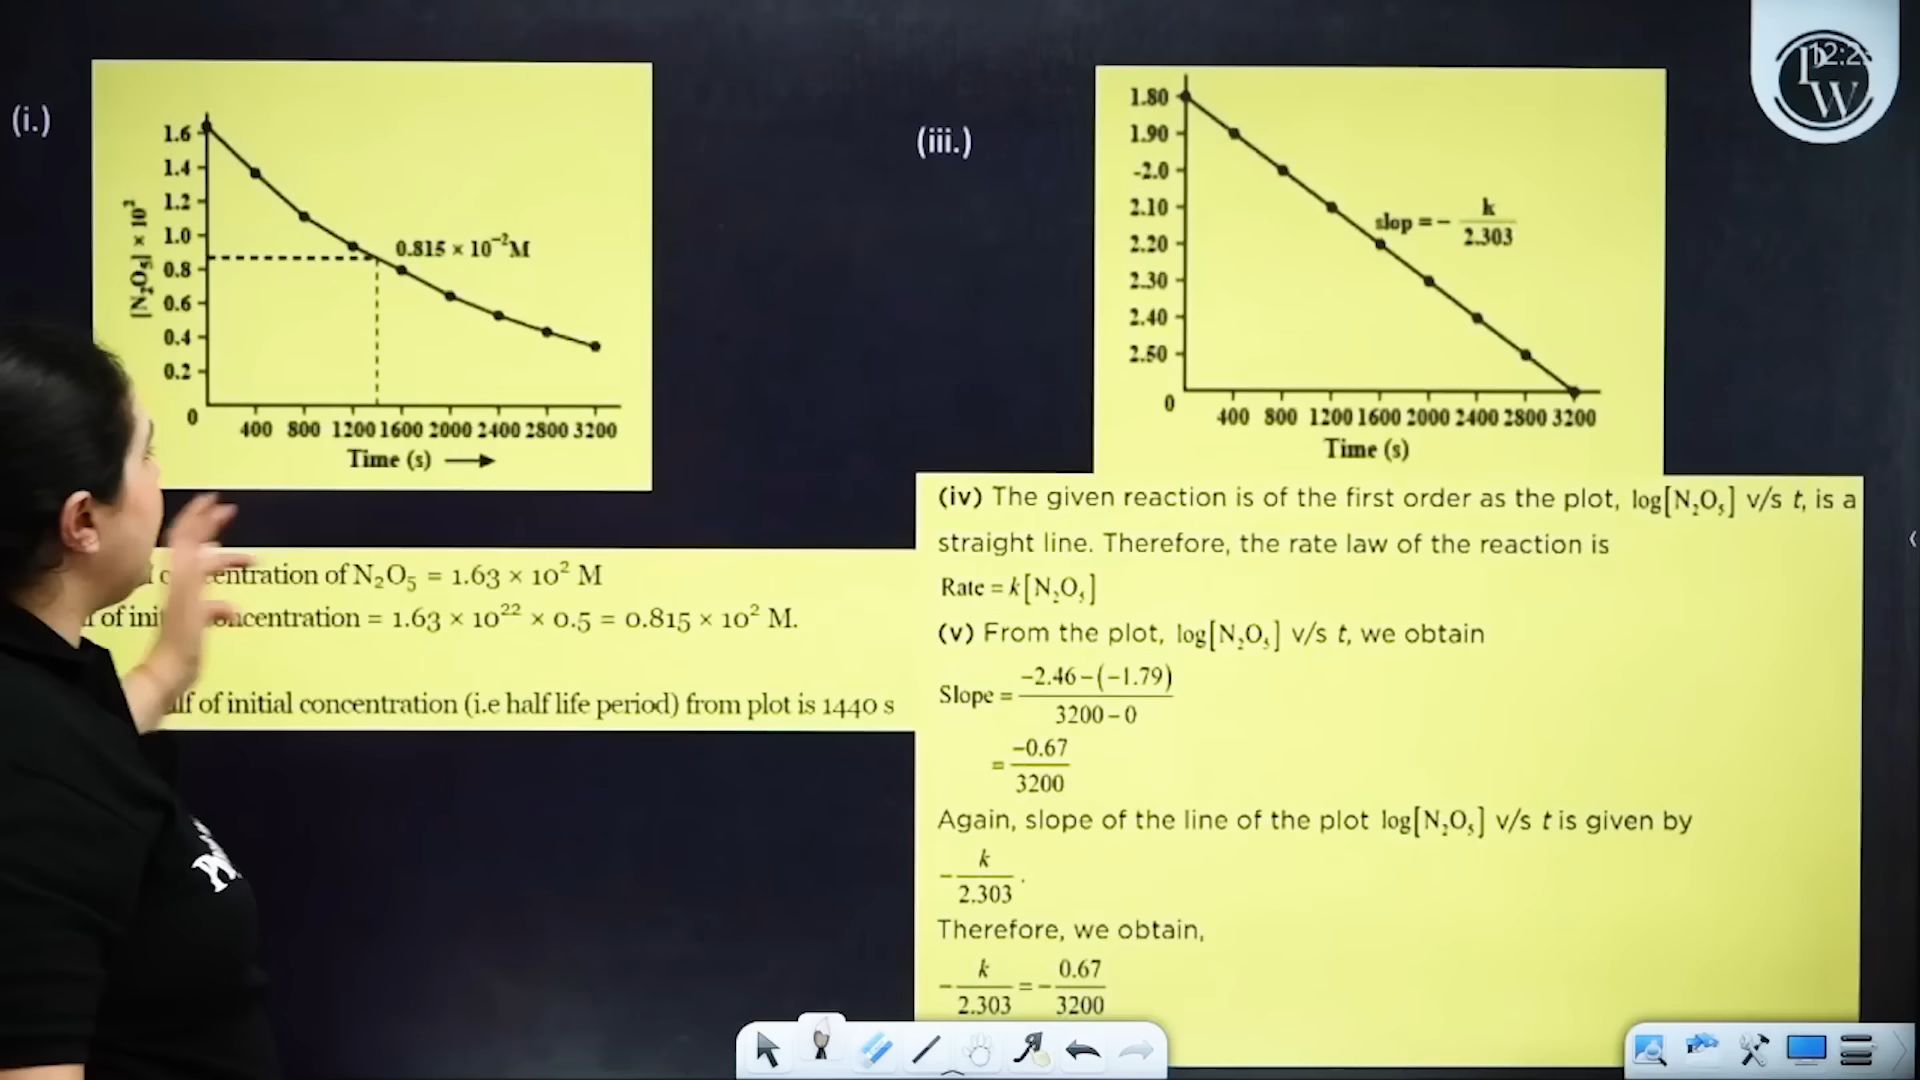 (i.)
1.6
1.4
1.2
1.0
0.8
0.6
0.4
0.2
0
[N₂O₅] × 10²
0.815 × 10⁻²M
400 800 1200 1600 2000 2400 2800 3200
Time (s)
concentration of N₂O₅ = 1.63 × 10² M
of concentration = 1.63 × 10²² × 0.5 = 0.815 × 10² M.
of initial concentration (i.e half life period) from plot is 1440 s
(iii.)
1.80
1.90
-2.0
2.10
2.20
2.30
2.40
2.50
0
slop = - k/2.303
400 800 1200 1600 2000 2400 2800 3200
Time (s)
(iv) The given reaction is of the first order as the plot, log[N₂O₅] v/s t, is a
straight line. Therefore, the rate law of the reaction is
Rate = k[N₂O₅]
(v) From the plot, log[N₂O₅] v/s t, we obtain
Slope = -2.46-(-1.79)/3200-0
= -0.67/3200
Again, slope of the line of the plot log[N₂O₅] v/s t is given by
- k/2.303 .
Therefore, we obtain,
- k/2.303 = - 0.67/3200
PW